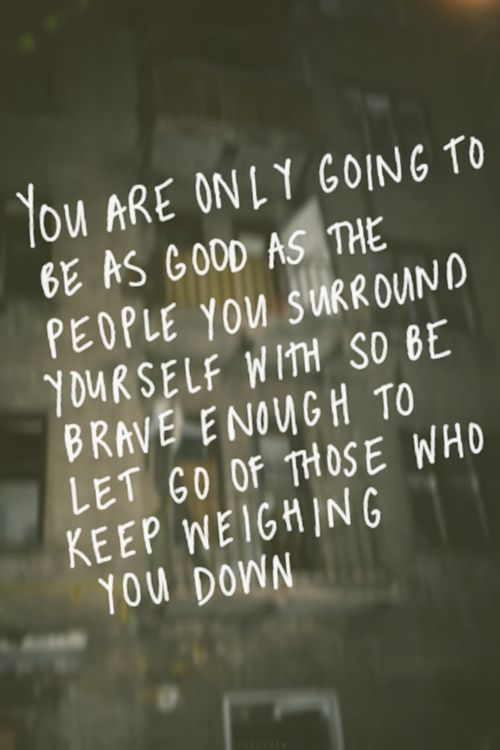 YOU ARE ONLY GOING TO
BE AS GOOD AS THE
PEOPLE YOU SURROUND
YOURSELF WITH SO BE
BRAVE ENOUGH TO
LET GO OF THOSE WHO
KEEP WEIGHING
YOU DOWN